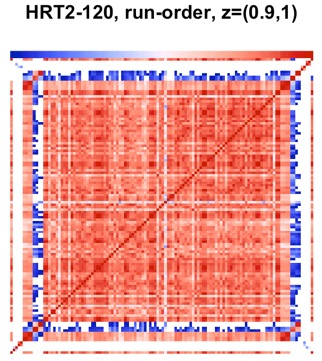 HRT2-120, run-order, z=(0.9,1)